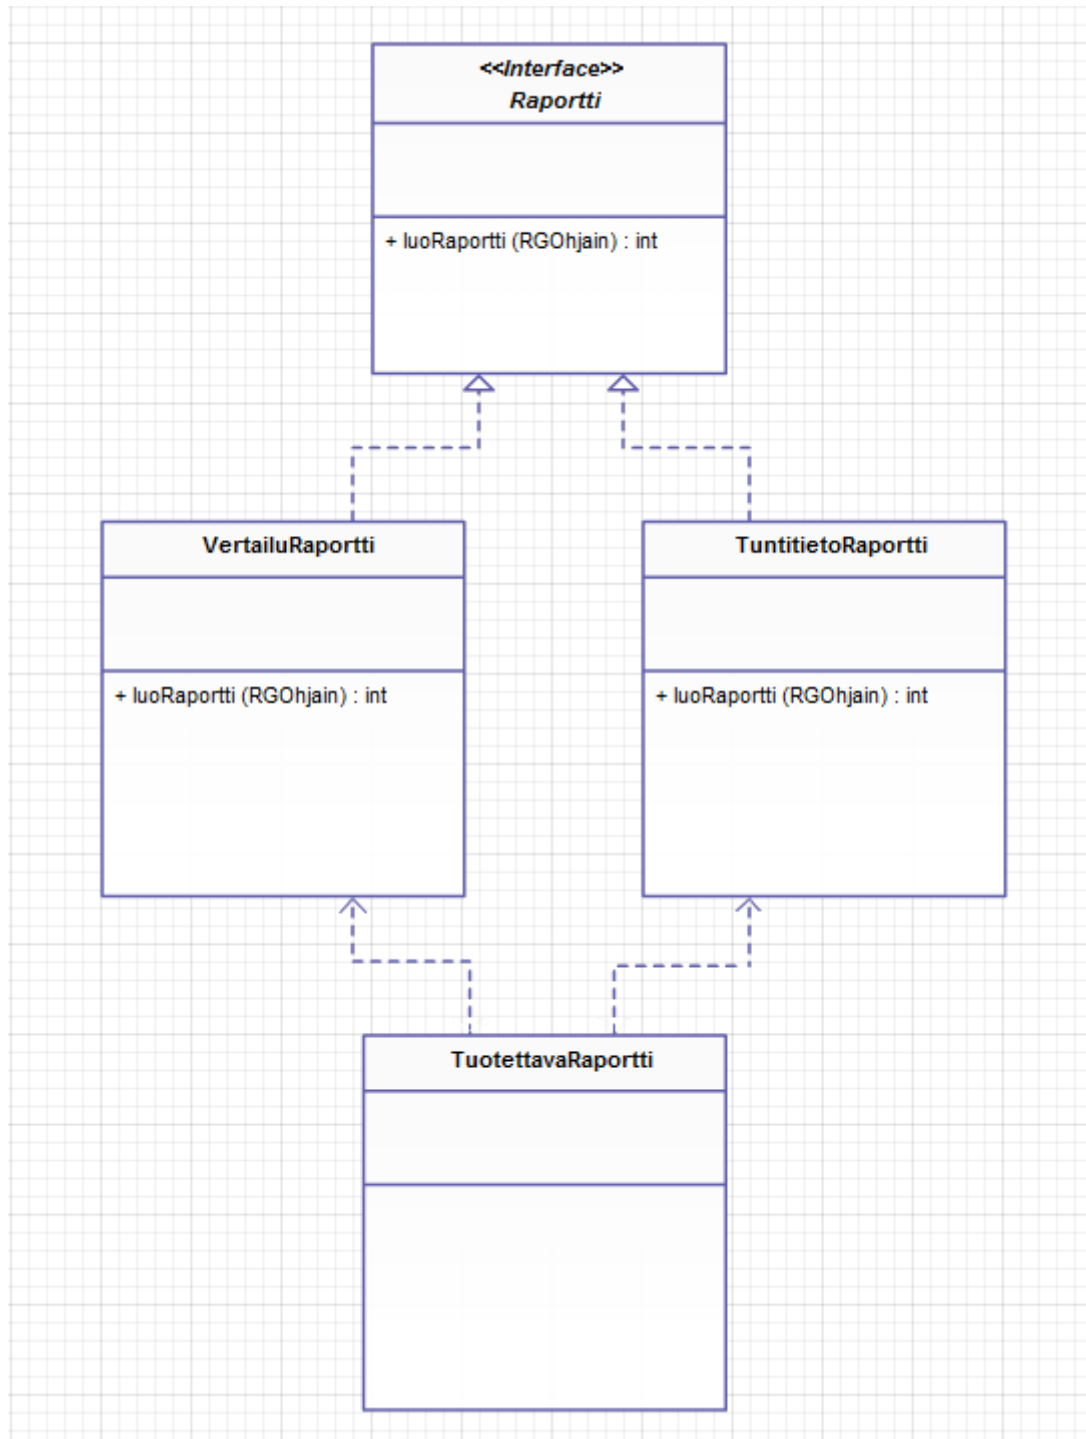 <<Interface>>
Raportti
+ luoRaportti (RGOhjain) : int
VertailuRaportti
+ luoRaportti (RGOhjain) : int
TuntitietoRaportti
+ luoRaportti (RGOhjain) : int
TuotettavaRaportti